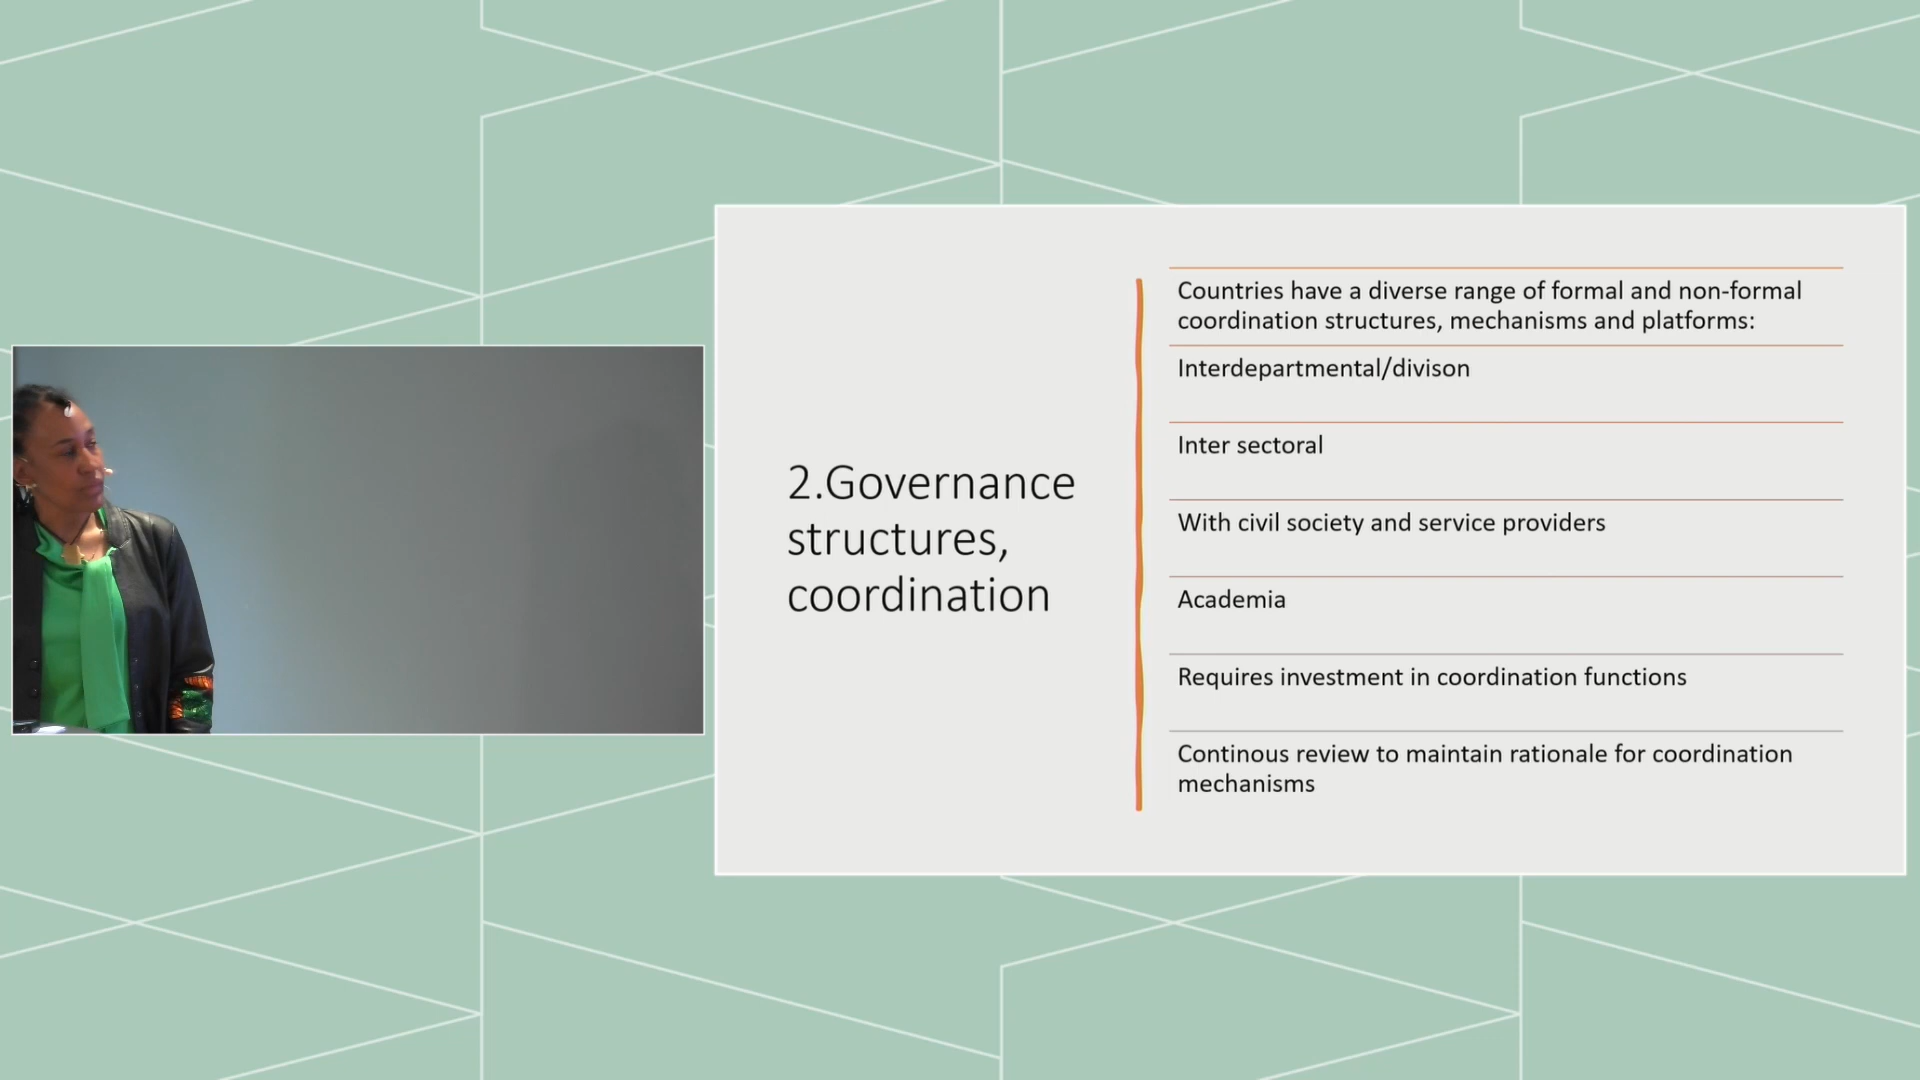 2.Governance
structures,
coordination
Countries have a diverse range of formal and non-formal
coordination structures, mechanisms and platforms:
Interdepartmental/divison
Inter sectoral
With civil society and service providers
Academia
Requires investment in coordination functions
Continous review to maintain rationale for coordination
mechanisms